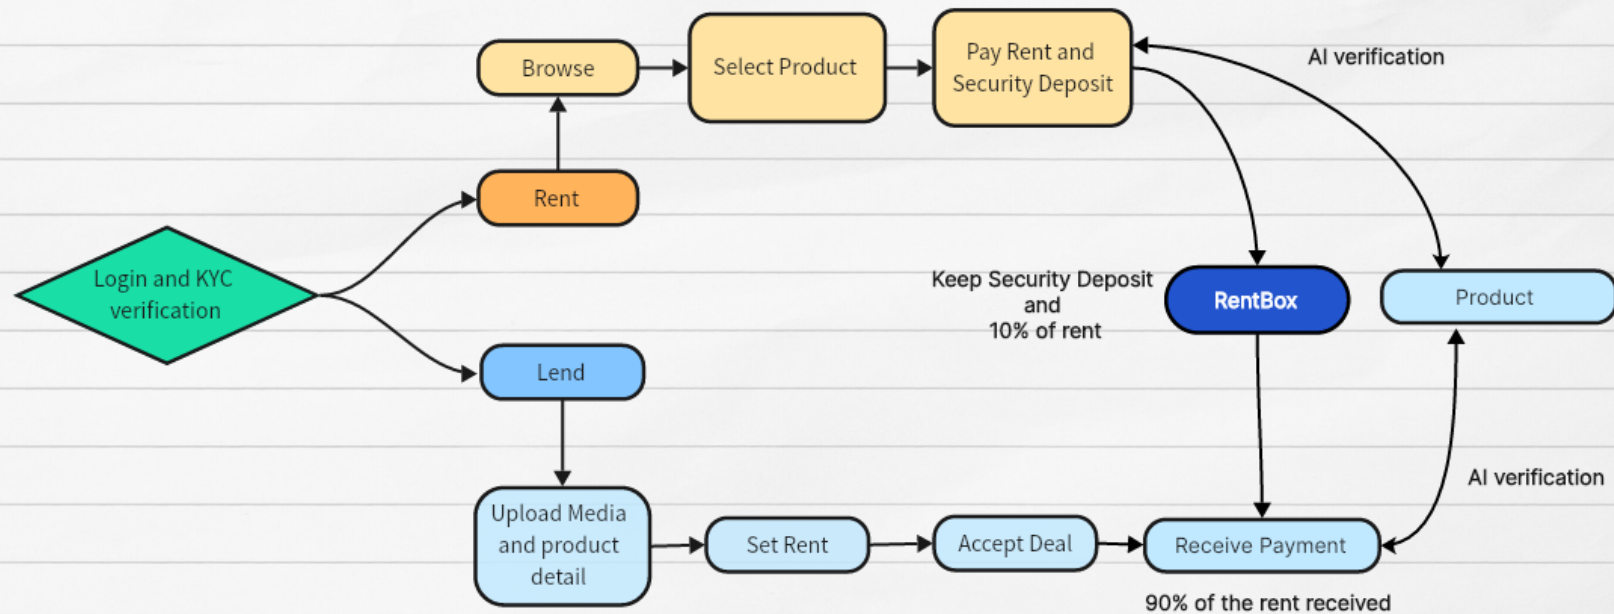 Browse
Select Product
Pay Rent and
Security Deposit
AI verification
Rent
Login and KYC
verification
Keep Security Deposit
and
10% of rent
RentBox
Product
Lend
AI verification
Upload Media
and product
detail
Set Rent
Accept Deal
Receive Payment
90% of the rent received